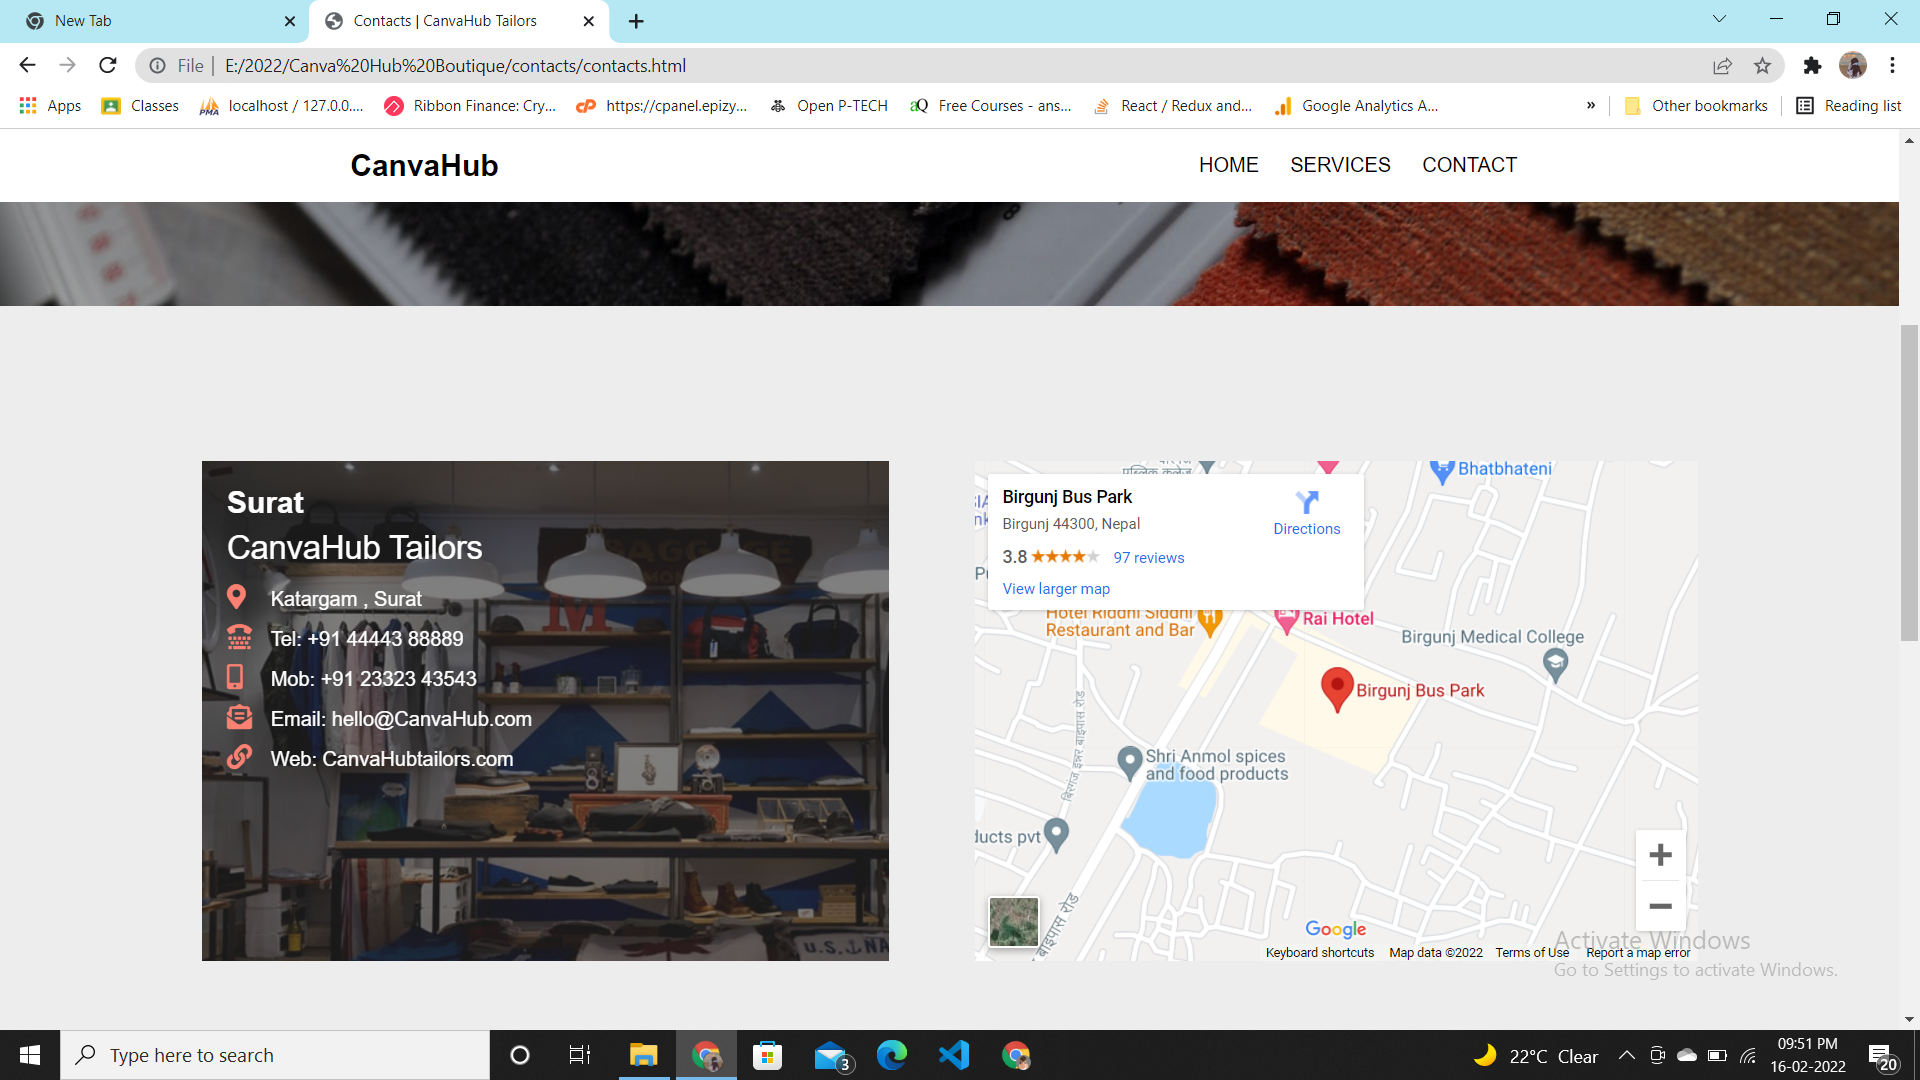 New Tab
Contacts | CanvaHub Tailors
File | E:/2022/Canva%20Hub%20Boutique/contacts/contacts.html
Apps
Classes
localhost / 127.0.0....
Ribbon Finance: Cry...
https://cpanel.epizy...
Open P-TECH
Free Courses - ans...
React / Redux and...
Google Analytics A...
»
Other bookmarks
Reading list
CanvaHub
HOME SERVICES CONTACT
Surat
CanvaHub Tailors
Katargam , Surat
Tel: +91 44443 88889
Mob: +91 23323 43543
Email: hello@CanvaHub.com
Web: CanvaHubtailors.com
Birgunj Bus Park
Birgunj 44300, Nepal
3.8
97 reviews
View larger map
Directions
Bhatbhateni
Hotel Riddhi Siddhi
Restaurant and Bar
Rai Hotel
Birgunj Medical College
Birgunj Bus Park
Shri Anmol spices
and food products
ducts pvt
बाइपास रोड
Google
Keyboard shortcuts
Map data ©2022
Terms of Use
Report a map error
Activate Windows
Go to Settings to activate Windows.
Type here to search
3
22°C Clear
09:51 PM
16-02-2022
20